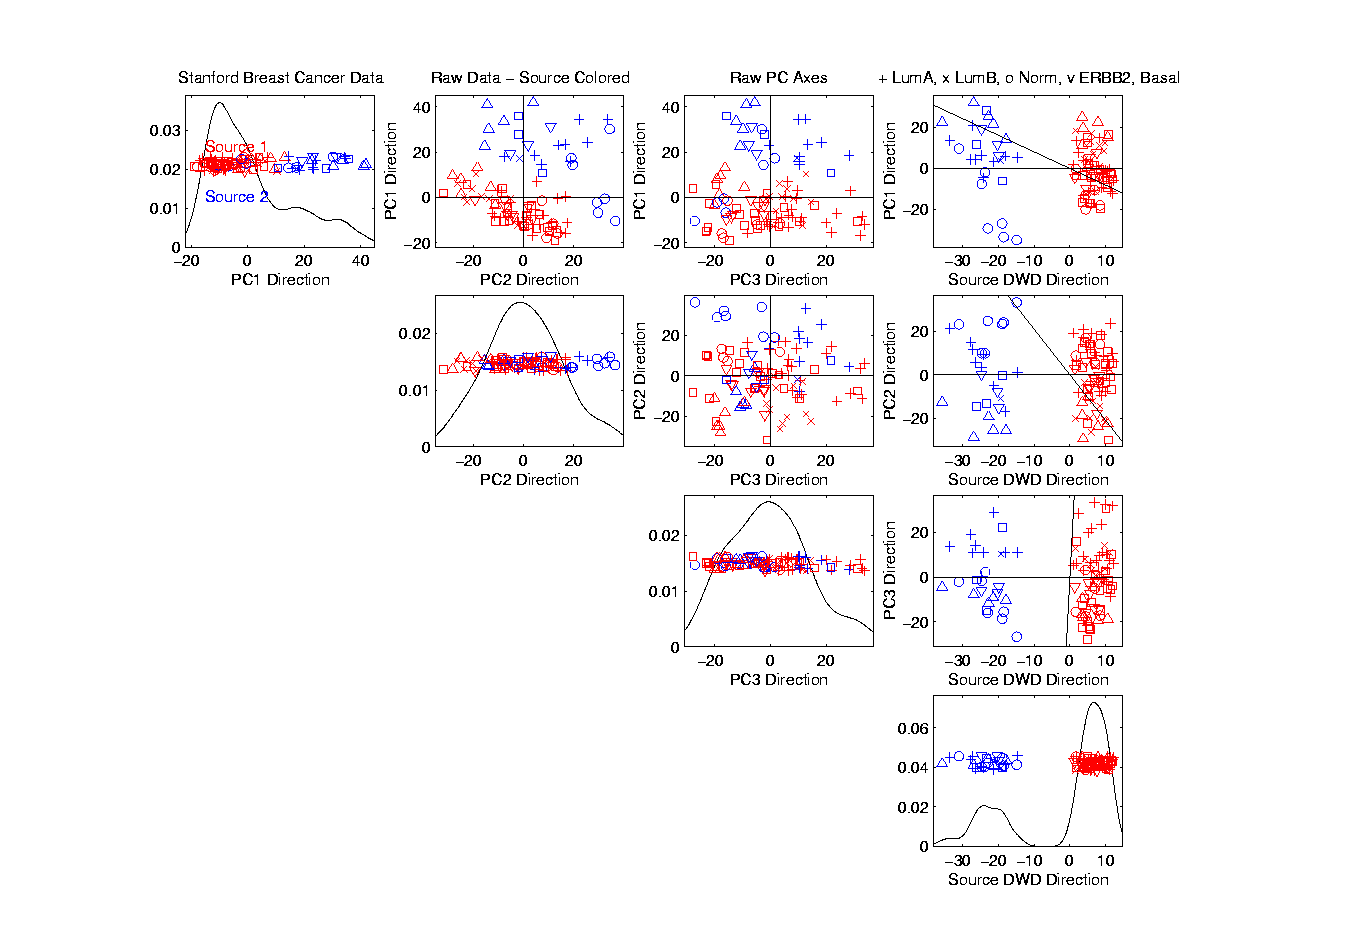 Stanford Breast Cancer Data
Raw Data − Source Colored
Raw PC Axes
+ LumA, x LumB, o Norm, v ERBB2, Basal
0.03
0.02
0.01
0
Source 1
Source 2
−20 0 20 40
PC1 Direction
40
20
0
−20
PC1 Direction
−20 0 20
PC2 Direction
40
20
0
−20
PC1 Direction
−20 0 20
PC3 Direction
20
0
−20
PC1 Direction
−30 −20 −10 0 10
Source DWD Direction
0.02
0.01
0
−20 0 20
PC2 Direction
20
0
−20
PC2 Direction
−20 0 20
PC3 Direction
20
0
−20
PC2 Direction
−30 −20 −10 0 10
Source DWD Direction
0.02
0.01
0
−20 0 20
PC3 Direction
20
0
−20
PC3 Direction
−30 −20 −10 0 10
Source DWD Direction
0.06
0.04
0.02
0
−30 −20 −10 0 10
Source DWD Direction